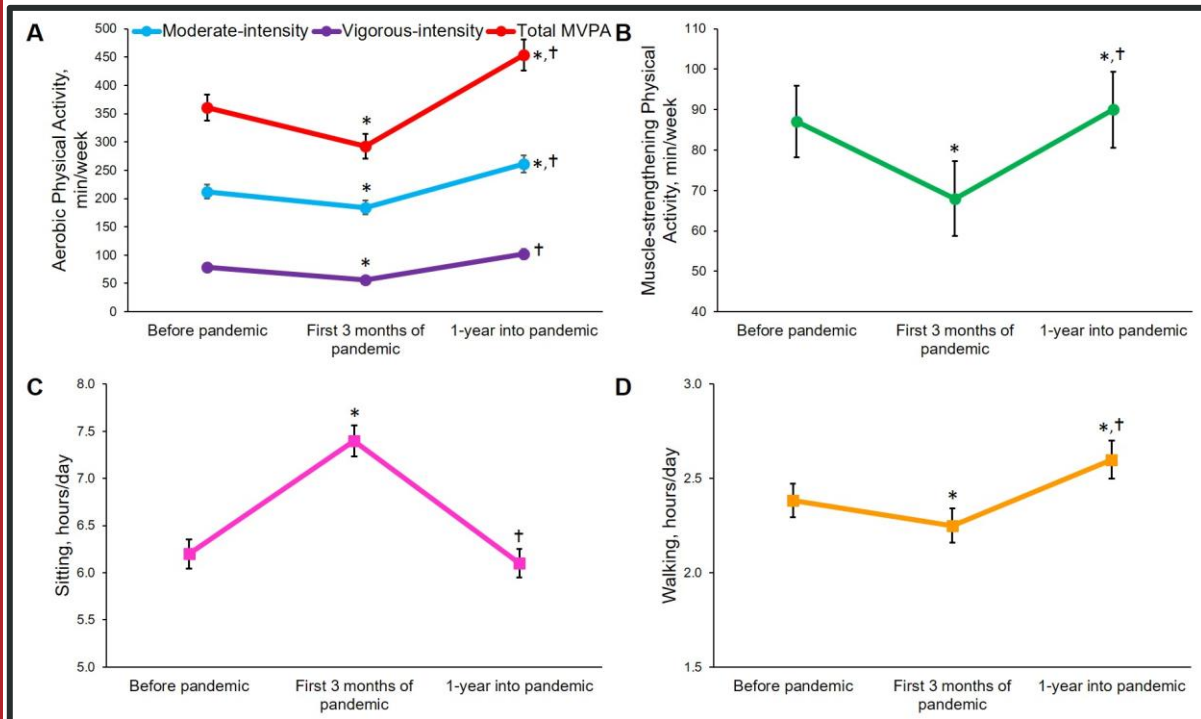 A
Moderate-intensity Vigorous-intensity Total MVPA
Aerobic Physical Activity,
min/week
500
450
400
350
300
250
200
150
100
50
0
*
*
*
*,†
*,†
†
Before pandemic
First 3 months of
pandemic
1-year into pandemic
B
Muscle-strengthening Physical
Activity, min/week
110
100
90
80
70
60
50
40
*
*,†
Before pandemic
First 3 months of
pandemic
1-year into pandemic
C
Sitting, hours/day
8.0
7.5
7.0
6.5
6.0
5.5
5.0
*
†
Before pandemic
First 3 months of
pandemic
1-year into pandemic
D
Walking, hours/day
3.0
2.5
2.0
1.5
*
*,†
Before pandemic
First 3 months of
pandemic
1-year into pandemic